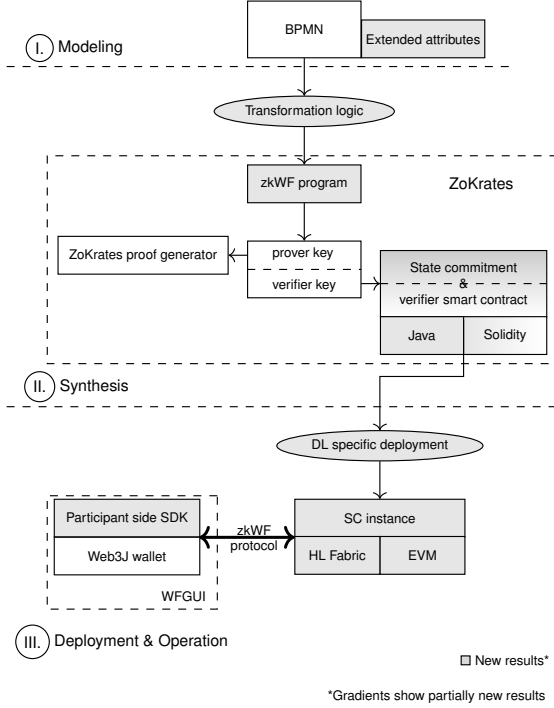 BPMN
Extended attributes
I. Modeling
Transformation logic
zkWF program
ZoKrates
ZoKrates proof generator
prover key
verifier key
State commitment
&
verifier smart contract
Java
Solidity
II. Synthesis
DL specific deployment
Participant side SDK
Web3J wallet
WFGUI
zkWF
protocol
SC instance
HL Fabric
EVM
III. Deployment & Operation
New results*
*Gradients show partially new results